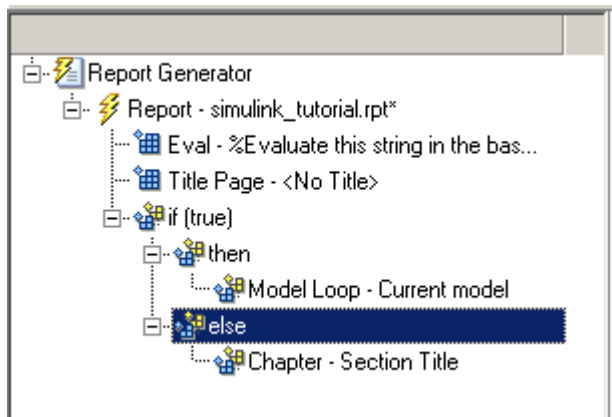 Report Generator
Report - simulink_tutorial.rpt*
Eval - %Evaluate this string in the bas...
Title Page - <No Title>
if (true)
then
Model Loop - Current model
else
Chapter - Section Title